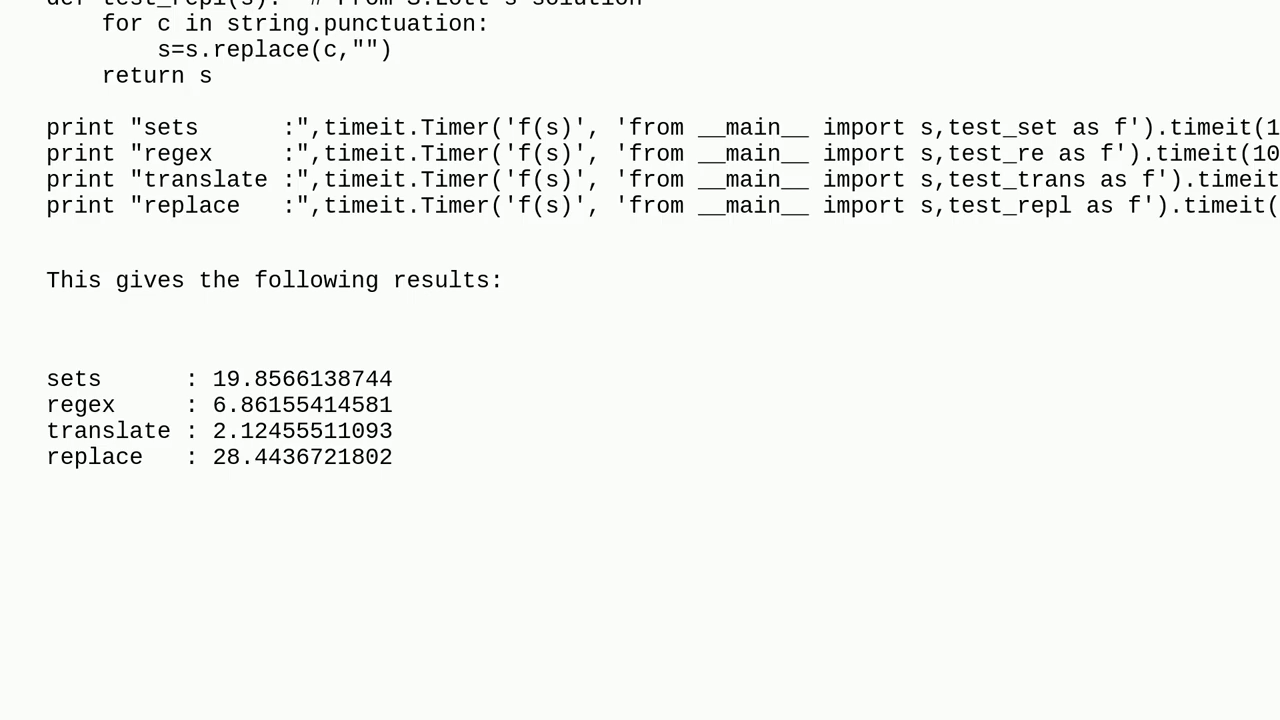 for c in string.punctuation:
        s=s.replace(c,"")
    return s
print "sets      :",timeit.Timer('f(s)', 'from __main__ import s,test_set as f').timeit(1
print "regex     :",timeit.Timer('f(s)', 'from __main__ import s,test_re as f').timeit(10
print "translate :",timeit.Timer('f(s)', 'from __main__ import s,test_trans as f').timeit
print "replace   :",timeit.Timer('f(s)', 'from __main__ import s,test_repl as f').timeit(
This gives the following results:
sets      : 19.8566138744
regex     : 6.86155414581
translate : 2.12455511093
replace   : 28.4436721802